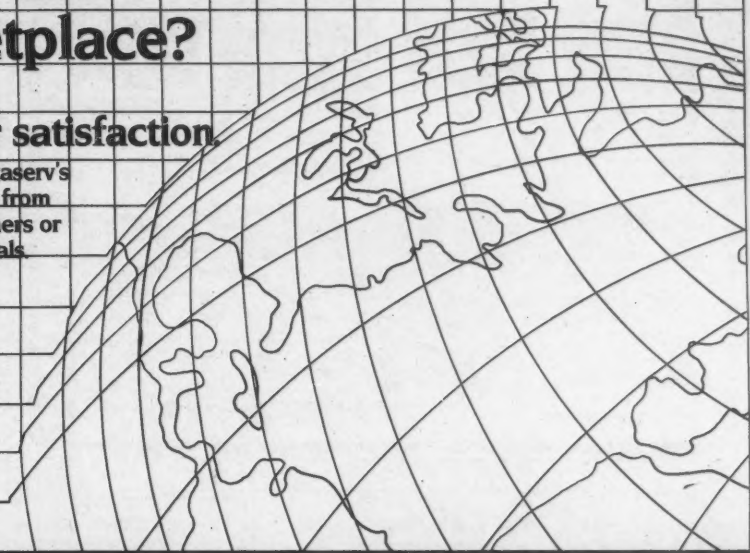 etplace?
satisfaction.
aserv's
from
ers or
als.